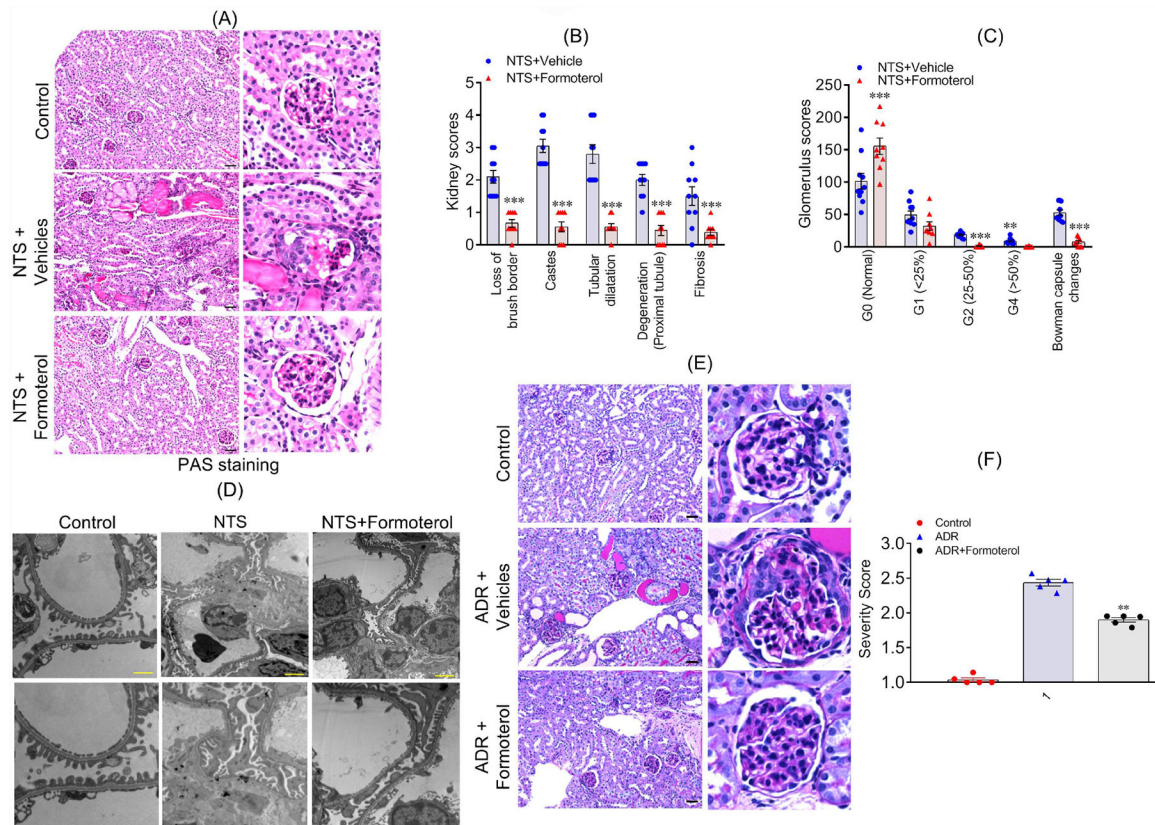 (A)
Control
NTS +
Vehicles
NTS +
Formoterol
PAS staining
(B)
NTS+Vehicle
NTS+Formoterol
Kidney scores
5
4
3
2
1
0
Loss of
brush border
Castes
Tubular
dilatation
Degeneration
(Proximal tubule)
Fibrosis
***
***
***
***
***
(C)
NTS+Vehicle
NTS+Formoterol
Glomerulus scores
250
200
150
100
50
0
***
***
**
***
G0 (Normal)
G1 (<25%)
G2 (25-50%)
G4 (>50%)
Bowman capsule
changes
(D)
Control
NTS
NTS+Formoterol
(E)
Control
ADR +
Vehicles
ADR +
Formoterol
(F)
Control
ADR
ADR+Formoterol
Severity Score
3.0
2.5
2.0
1.5
1.0
**
1